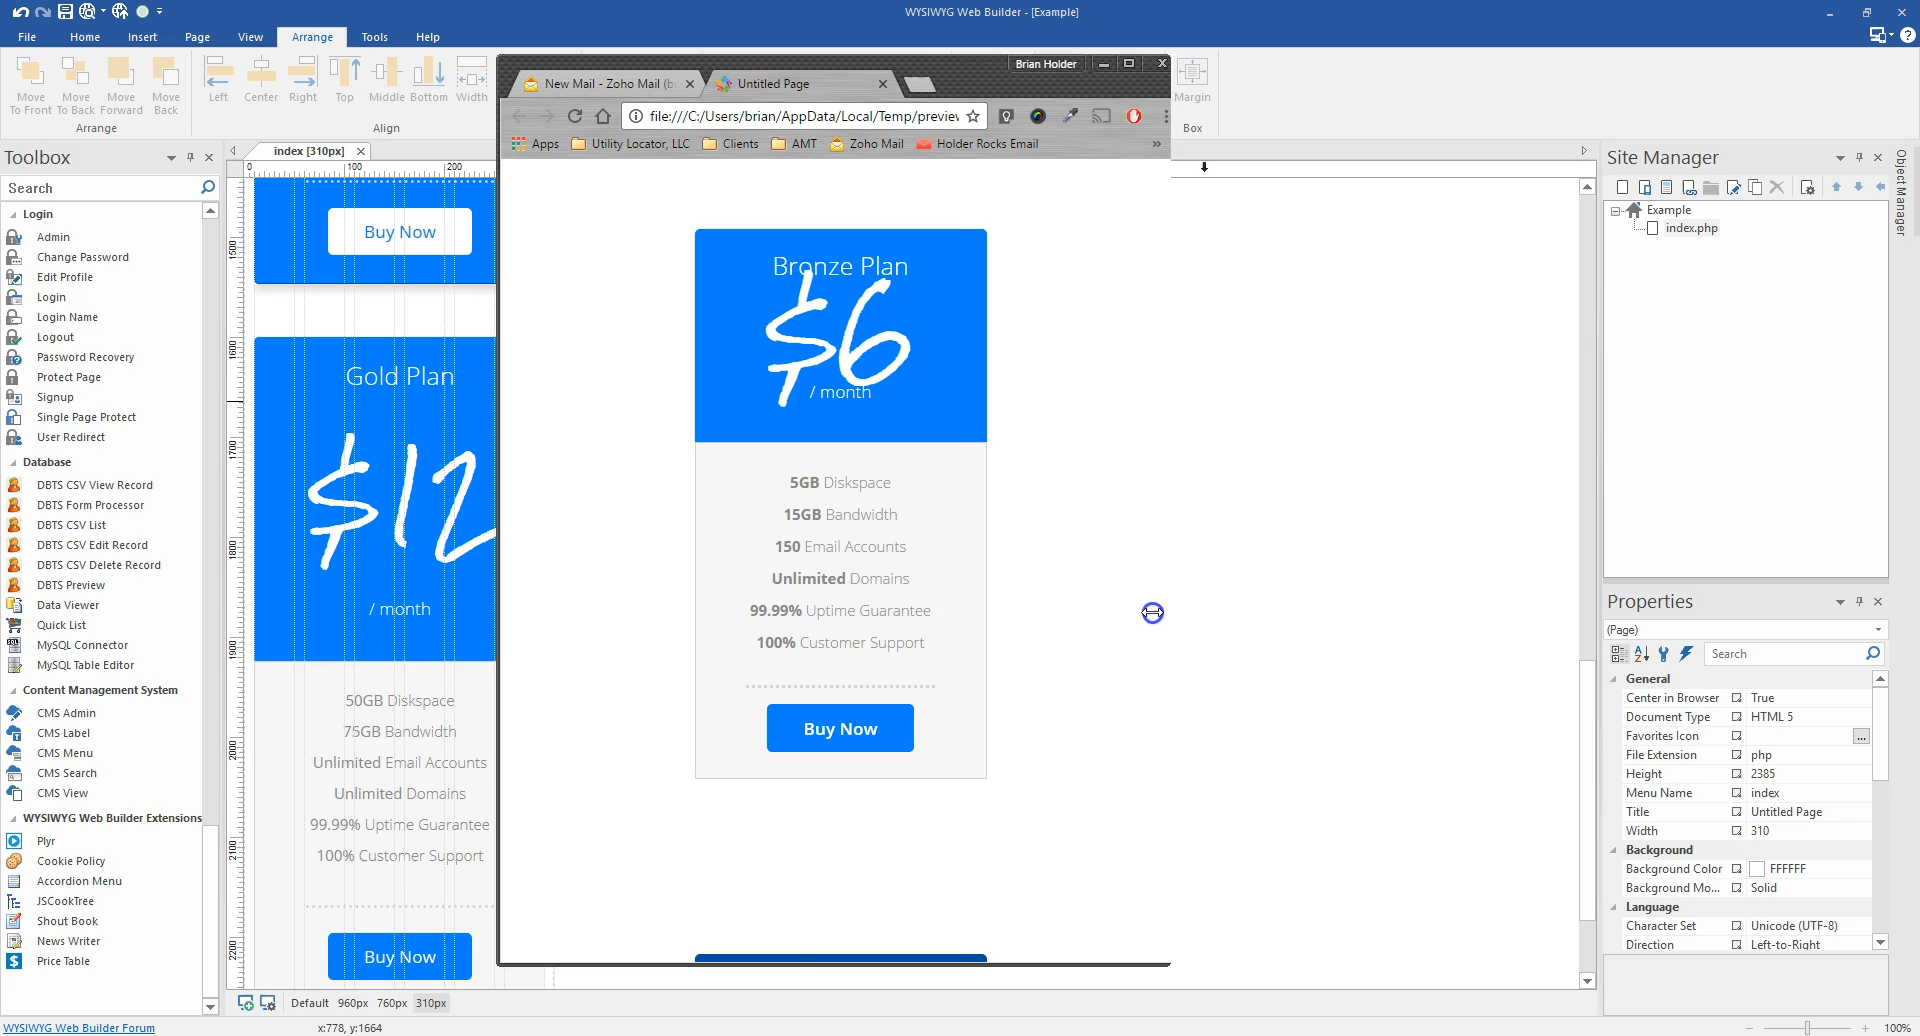 WYSIWYG Web Builder - [Example]
File Home Insert Page View Arrange Tools Help
Move To Front
Move To Back
Move Forward
Move Back
Arrange
Left Center Right Top Middle Bottom Width
Align
Margin
Box
Brian Holder
New Mail - Zoho Mail (b
Untitled Page
file:///C:/Users/brian/AppData/Local/Temp/preview
Apps Utility Locator, LLC Clients AMT Zoho Mail Holder Rocks Email »
Toolbox
Search
Login
Admin
Change Password
Edit Profile
Login
Login Name
Logout
Password Recovery
Protect Page
Signup
Single Page Protect
User Redirect
Database
DBTS CSV View Record
DBTS Form Processor
DBTS CSV List
DBTS CSV Edit Record
DBTS CSV Delete Record
DBTS Preview
Data Viewer
Quick List
MySQL Connector
MySQL Table Editor
Content Management System
CMS Admin
CMS Label
CMS Menu
CMS Search
CMS View
WYSIWYG Web Builder Extensions
Plyr
Cookie Policy
Accordion Menu
JSCookTree
Shout Book
News Writer
Price Table
WYSIWYG Web Builder Forum
index [310px]
0 100 200
1500
1600
1700
1800
1900
2000
2100
2200
Buy Now
Gold Plan
$12
/ month
50GB Diskspace
75GB Bandwidth
Unlimited Email Accounts
Unlimited Domains
99.99% Uptime Guarantee
100% Customer Support
Buy Now
Bronze Plan
$6
/ month
5GB Diskspace
15GB Bandwidth
150 Email Accounts
Unlimited Domains
99.99% Uptime Guarantee
100% Customer Support
Buy Now
Default 960px 760px 310px
x:778, y:1664
Site Manager
Example
index.php
Object Manager
Properties
(Page)
Search
General
Center in Browser True
Document Type HTML 5
Favorites Icon ...
File Extension php
Height 2385
Menu Name index
Title Untitled Page
Width 310
Background
Background Color FFFFFF
Background Mo... Solid
Language
Character Set Unicode (UTF-8)
Direction Left-to-Right
100%